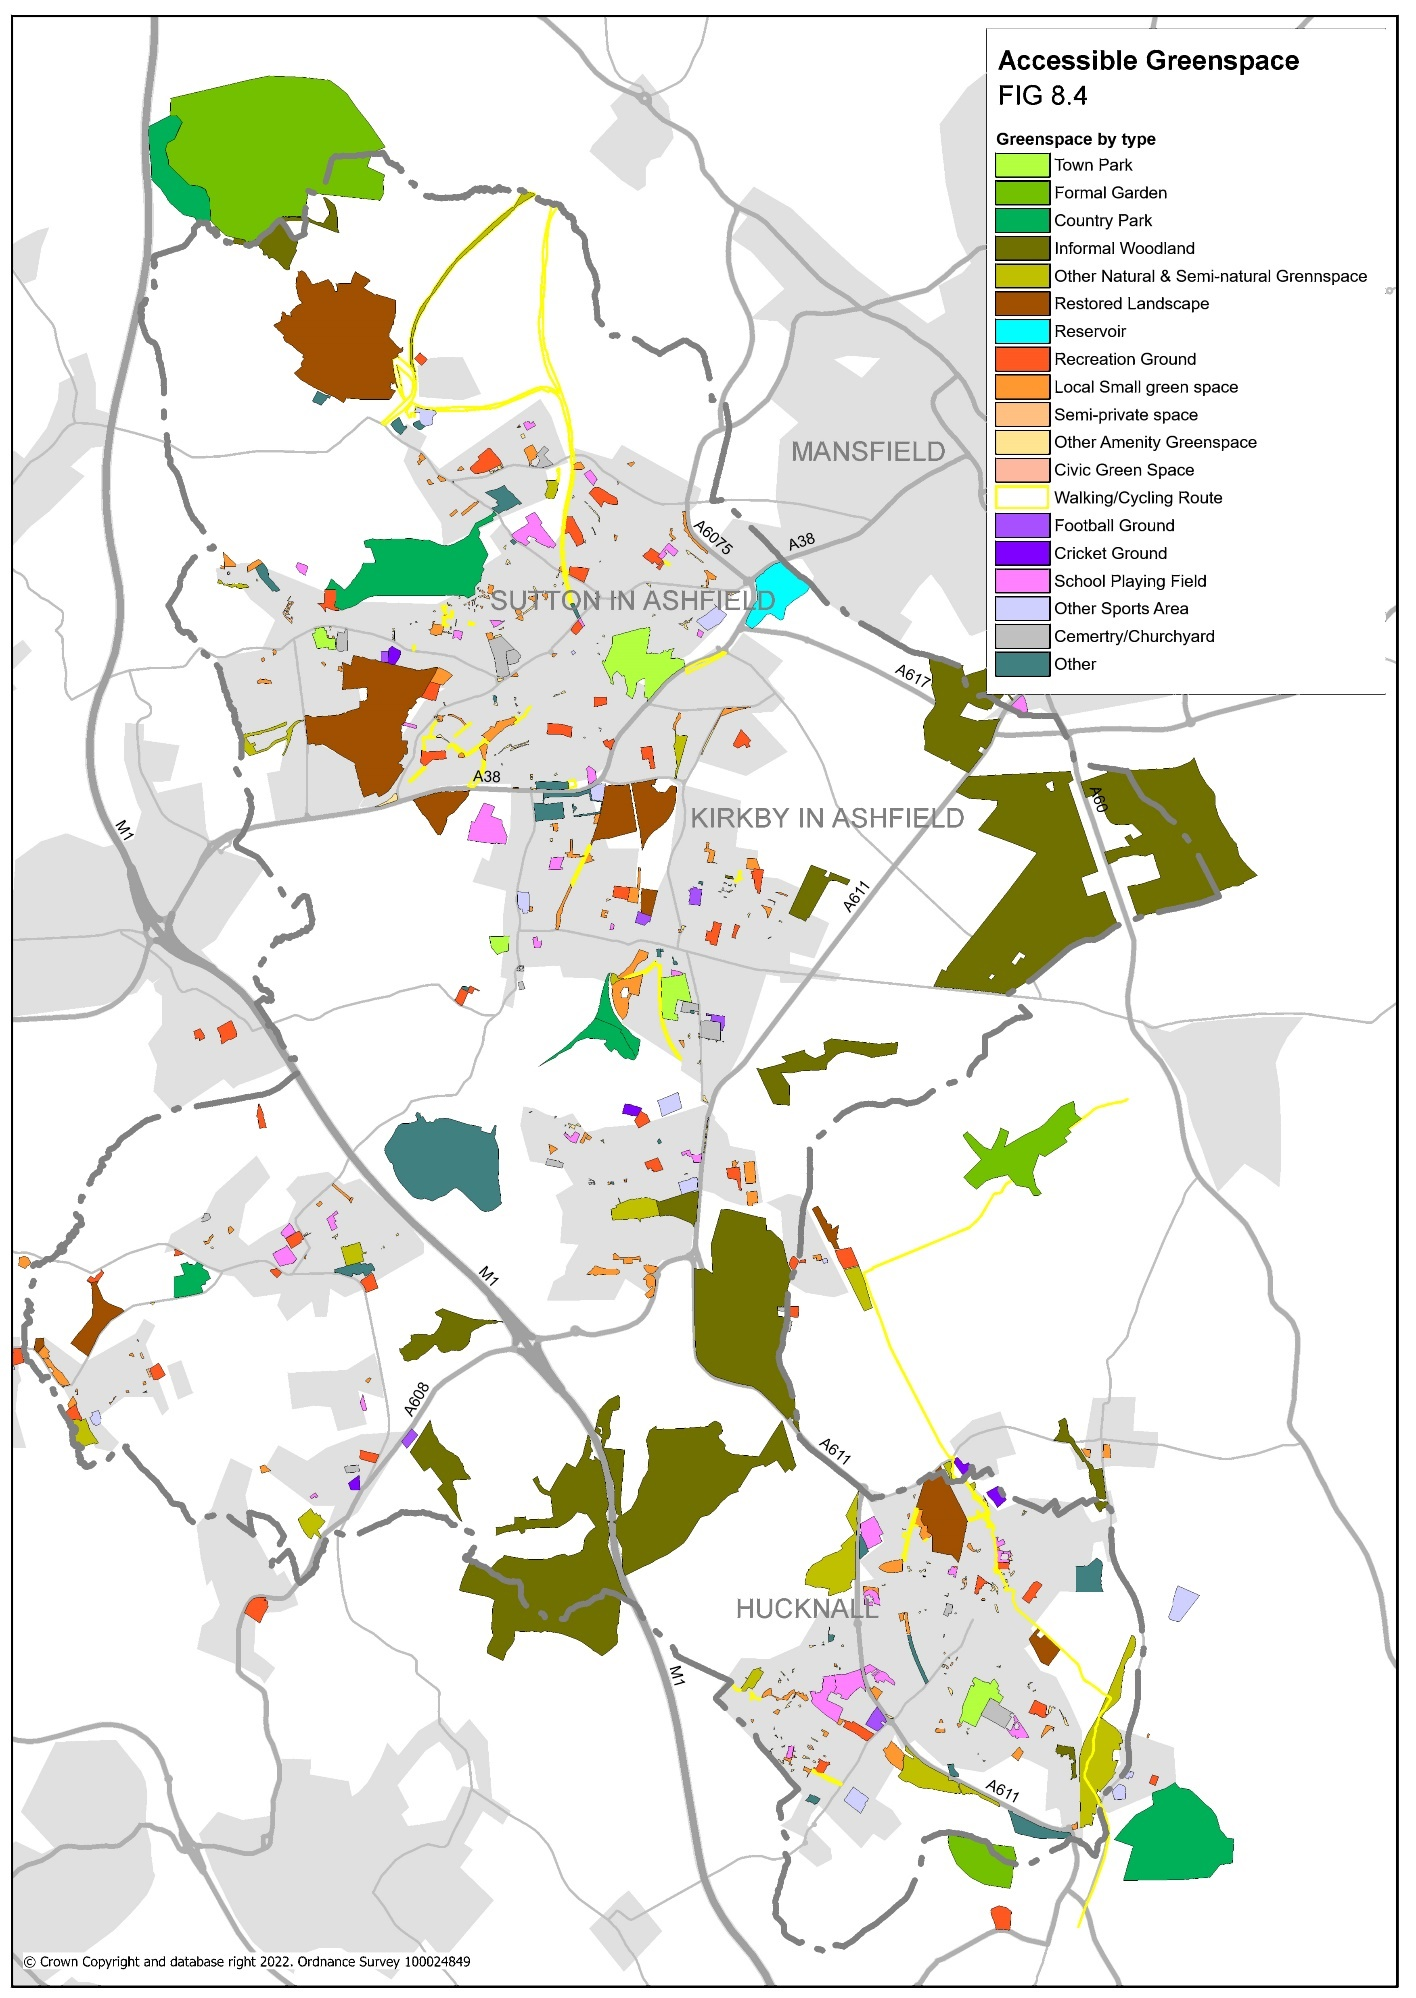 Accessible Greenspace
FIG 8.4
Greenspace by type
Town Park
Formal Garden
Country Park
Informal Woodland
Other Natural & Semi-natural Grennspace
Restored Landscape
Reservoir
Recreation Ground
Local Small green space
Semi-private space
Other Amenity Greenspace
Civic Green Space
Walking/Cycling Route
Football Ground
Cricket Ground
School Playing Field
Other Sports Area
Cemertry/Churchyard
Other
MANSFIELD
A6075
A38
SUTTON IN ASHFIELD
A617
A38
A60
KIRKBY IN ASHFIELD
M1
A611
M1
A608
A611
HUCKNALL
M1
A611
© Crown Copyright and database right 2022. Ordnance Survey 100024849